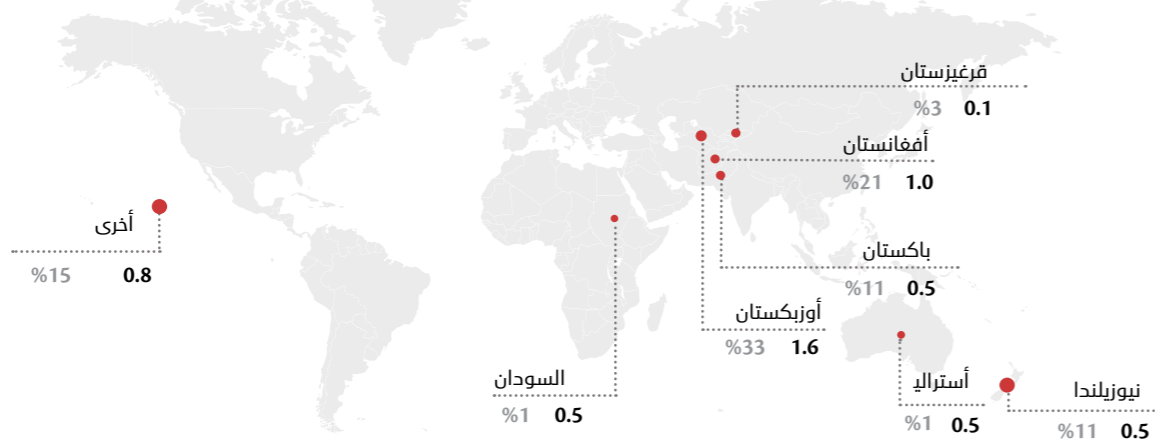 قرغيزستان
0.1 %3
أفغانستان
1.0 %21
باكستان
0.5 %11
أوزبكستان
1.6 %33
أخرى
0.8 %15
السودان
0.5 %1
أستراليـ
0.5 %1
نيوزيلندا
0.5 %11